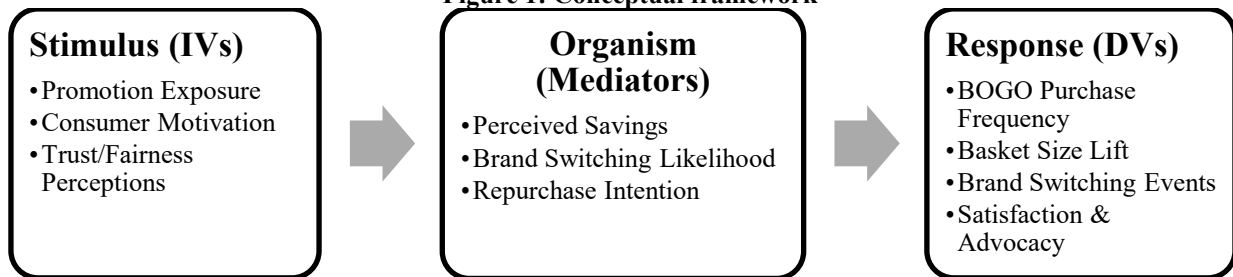 Figure 1: Conceptual framework
Stimulus (IVs)
•Promotion Exposure
•Consumer Motivation
•Trust/Fairness
Perceptions
Organism
(Mediators)
•Perceived Savings
•Brand Switching Likelihood
•Repurchase Intention
Response (DVs)
•BOGO Purchase
Frequency
•Basket Size Lift
•Brand Switching Events
•Satisfaction &
Advocacy